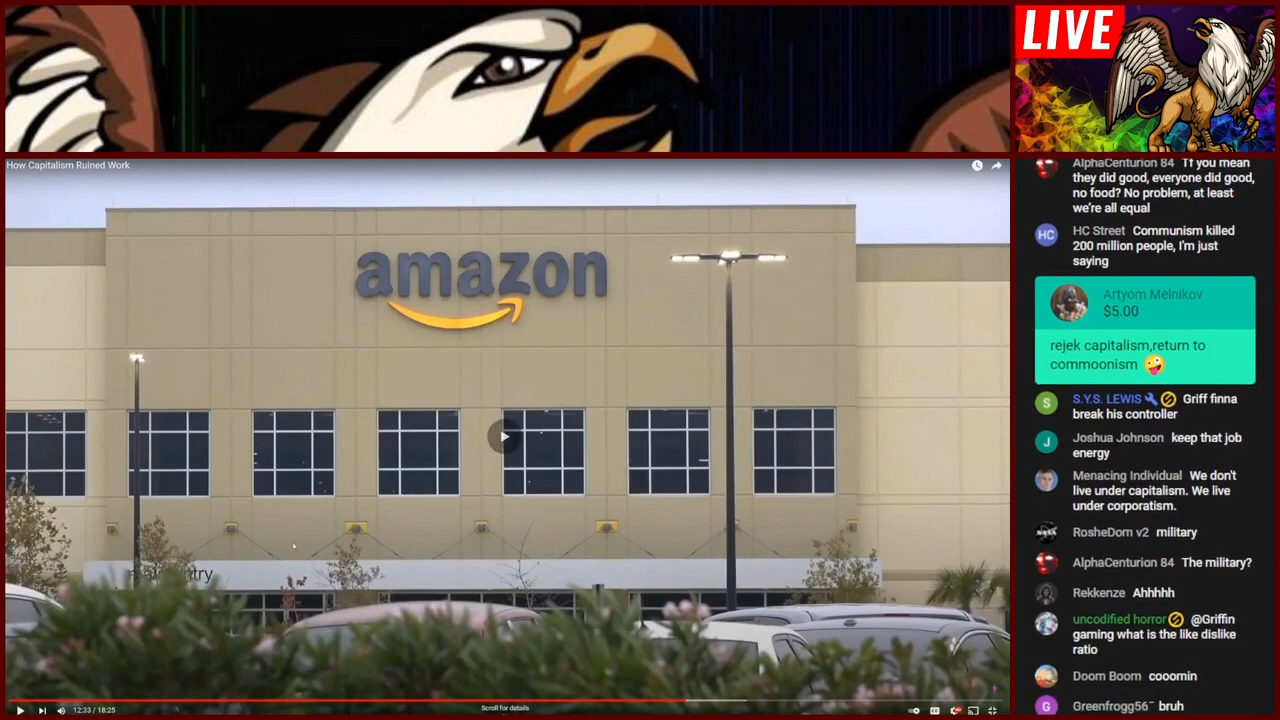 LIVE
How Capitalism Ruined Work
amazon
12:33 / 18:25
Scroll for details
AlphaCenturion 84 Tf you mean
they did good, everyone did good,
no food? No problem, at least
we're all equal
HC
HC Street Communism killed
200 million people, I'm just
saying
Artyom Melnikov
$5.00
rejek capitalism,return to
commoonism 🤪
S
S.Y.S. LEWIS Griff finna
break his controller
J
Joshua Johnson keep that job
energy
Menacing Individual We don't
live under capitalism. We live
under corporatism.
RosheDom v2 military
AlphaCenturion 84 The military?
Rekkenze Ahhhhh
uncodified horror @Griffin
gaming what is the like dislike
ratio
Doom Boom cooomin
G
Greenfrogg56˜ bruh